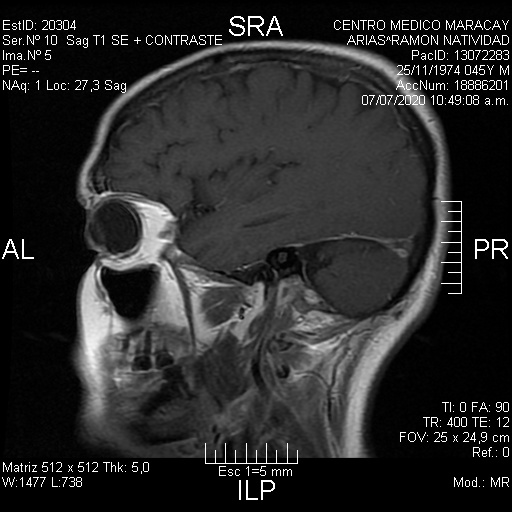 EstID: 20304
Ser.Nº 10 Sag T1 SE + CONTRASTE
Ima.Nº 5
PE= --
NAq: 1 Loc: 27,3 Sag
SRA
CENTRO MEDICO MARACAY
ARIAS^RAMON NATIVIDAD
PacID: 13072283
25/11/1974 045Y M
AccNum: 18886201
07/07/2020 10:49:08 a.m.
AL
PR
TI: 0 FA: 90
TR: 400 TE: 12
FOV: 25 x 24,9 cm
Ref.: 0
Mod.: MR
Matriz 512 x 512 Thk: 5,0
W:1477 L:738
Esc 1=5 mm
ILP